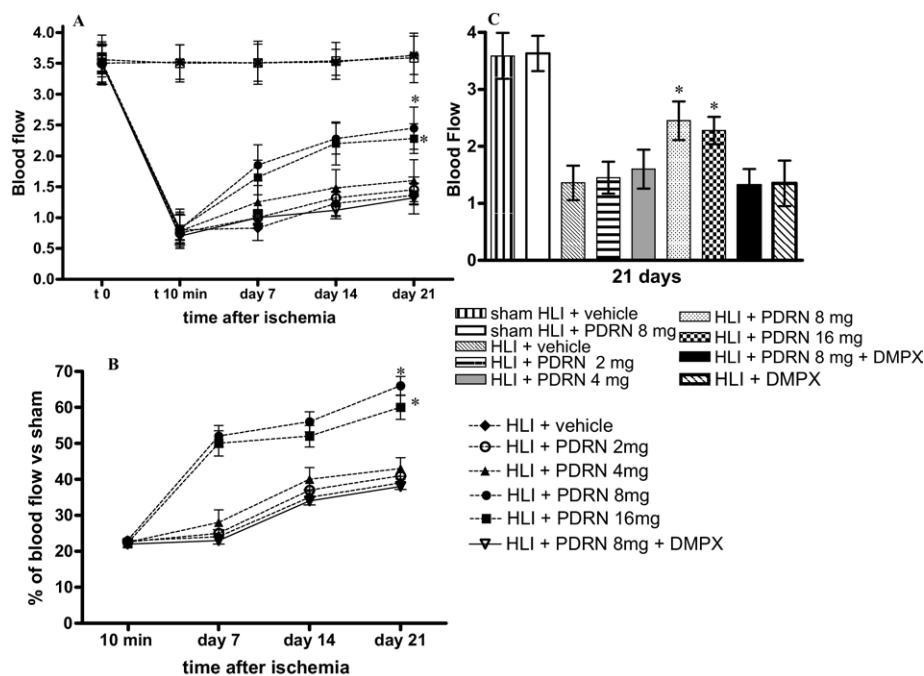 A
Blood flow
4.0
3.5
3.0
2.5
2.0
1.5
1.0
0.5
0.0
*
*
t 0 t 10 min day 7 day 14 day 21
time after ischemia
C
Blood Flow
4
3
2
1
0
* *
21 days
sham HLI + vehicle
sham HLI + PDRN 8 mg
HLI + vehicle
HLI + PDRN 2 mg
HLI + PDRN 4 mg
HLI + PDRN 8 mg
HLI + PDRN 16 mg
HLI + PDRN 8 mg + DMPX
HLI + DMPX
B
% of blood flow vs sham
70
60
50
40
30
20
10
0
*
*
10 min day 7 day 14 day 21
time after ischemia
HLI + vehicle
HLI + PDRN 2mg
HLI + PDRN 4mg
HLI + PDRN 8mg
HLI + PDRN 16mg
HLI + PDRN 8mg + DMPX